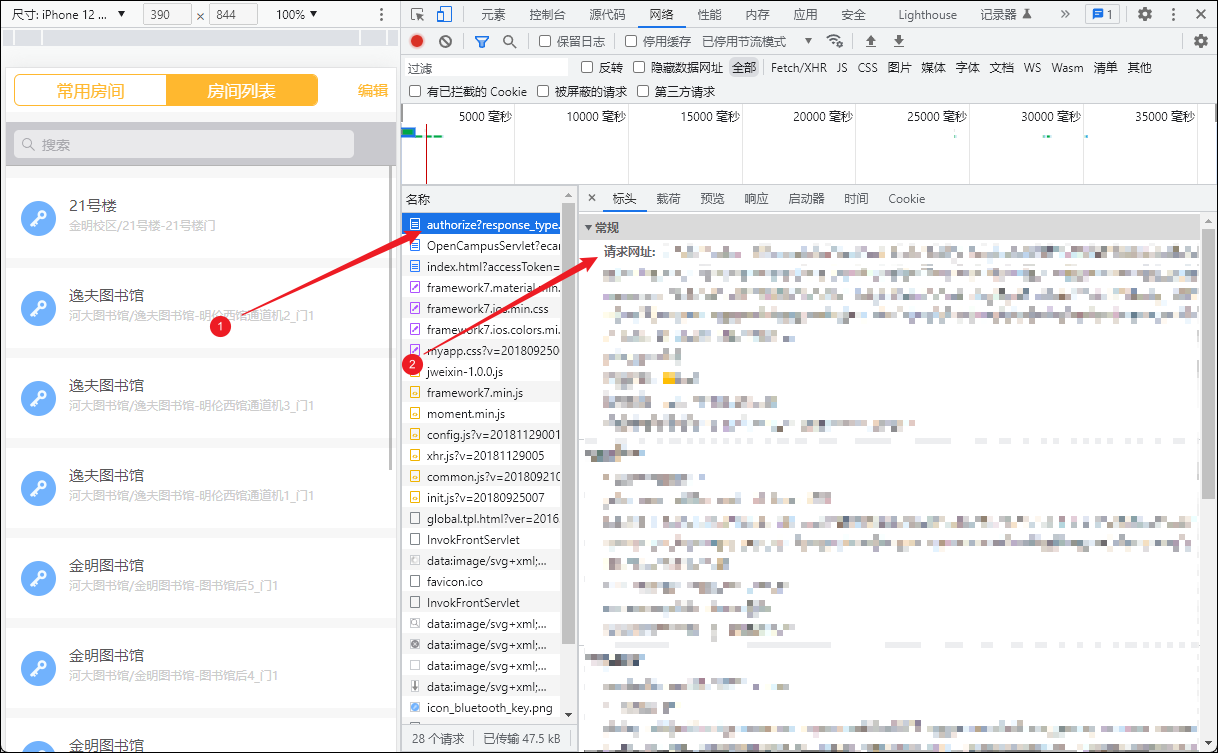 尺寸: iPhone 12 ... ▼ 390 × 844 100% ▼
常用房间 房间列表 编辑
搜索
21号楼
金明校区/21号楼-21号楼门
逸夫图书馆
河大图书馆/逸夫图书馆-明伦西馆通道机2_门1
逸夫图书馆
河大图书馆/逸夫图书馆-明伦西馆通道机3_门1
逸夫图书馆
河大图书馆/逸夫图书馆-明伦西馆通道机1_门1
金明图书馆
河大图书馆/金明图书馆-图书馆后5_门1
金明图书馆
河大图书馆/金明图书馆-图书馆后4_门1
金明图书馆
元素 控制台 源代码 网络 性能 内存 应用 安全 Lighthouse 记录器 » 1
保留日志 停用缓存 已停用节流模式 ▼
过滤 反转 隐藏数据网址 全部 Fetch/XHR JS CSS 图片 媒体 字体 文档 WS Wasm 清单 其他
有已拦截的 Cookie 被屏蔽的请求 第三方请求
5000 毫秒 10000 毫秒 15000 毫秒 20000 毫秒 25000 毫秒 30000 毫秒 35000 毫秒
名称
authorize?response_type.
OpenCampusServlet?ecar
index.html?accessToken=
framework7.material.min.
framework7.ios.min.css
framework7.ios.colors.mi.
myapp.css?v=201809250
jweixin-1.0.0.js
framework7.min.js
moment.min.js
config.js?v=20181129001
xhr.js?v=20181129005
common.js?v=201809210
init.js?v=20180925007
global.tpl.html?ver=2016
InvokFrontServlet
data:image/svg+xml;...
favicon.ico
InvokFrontServlet
data:image/svg+xml;...
data:image/svg+xml;...
data:image/svg+xml;...
data:image/svg+xml;...
icon_bluetooth_key.png
28 个请求 已传输 47.5 kB
× 标头 载荷 预览 响应 启动器 时间 Cookie
▼常规
请求网址:
1
2